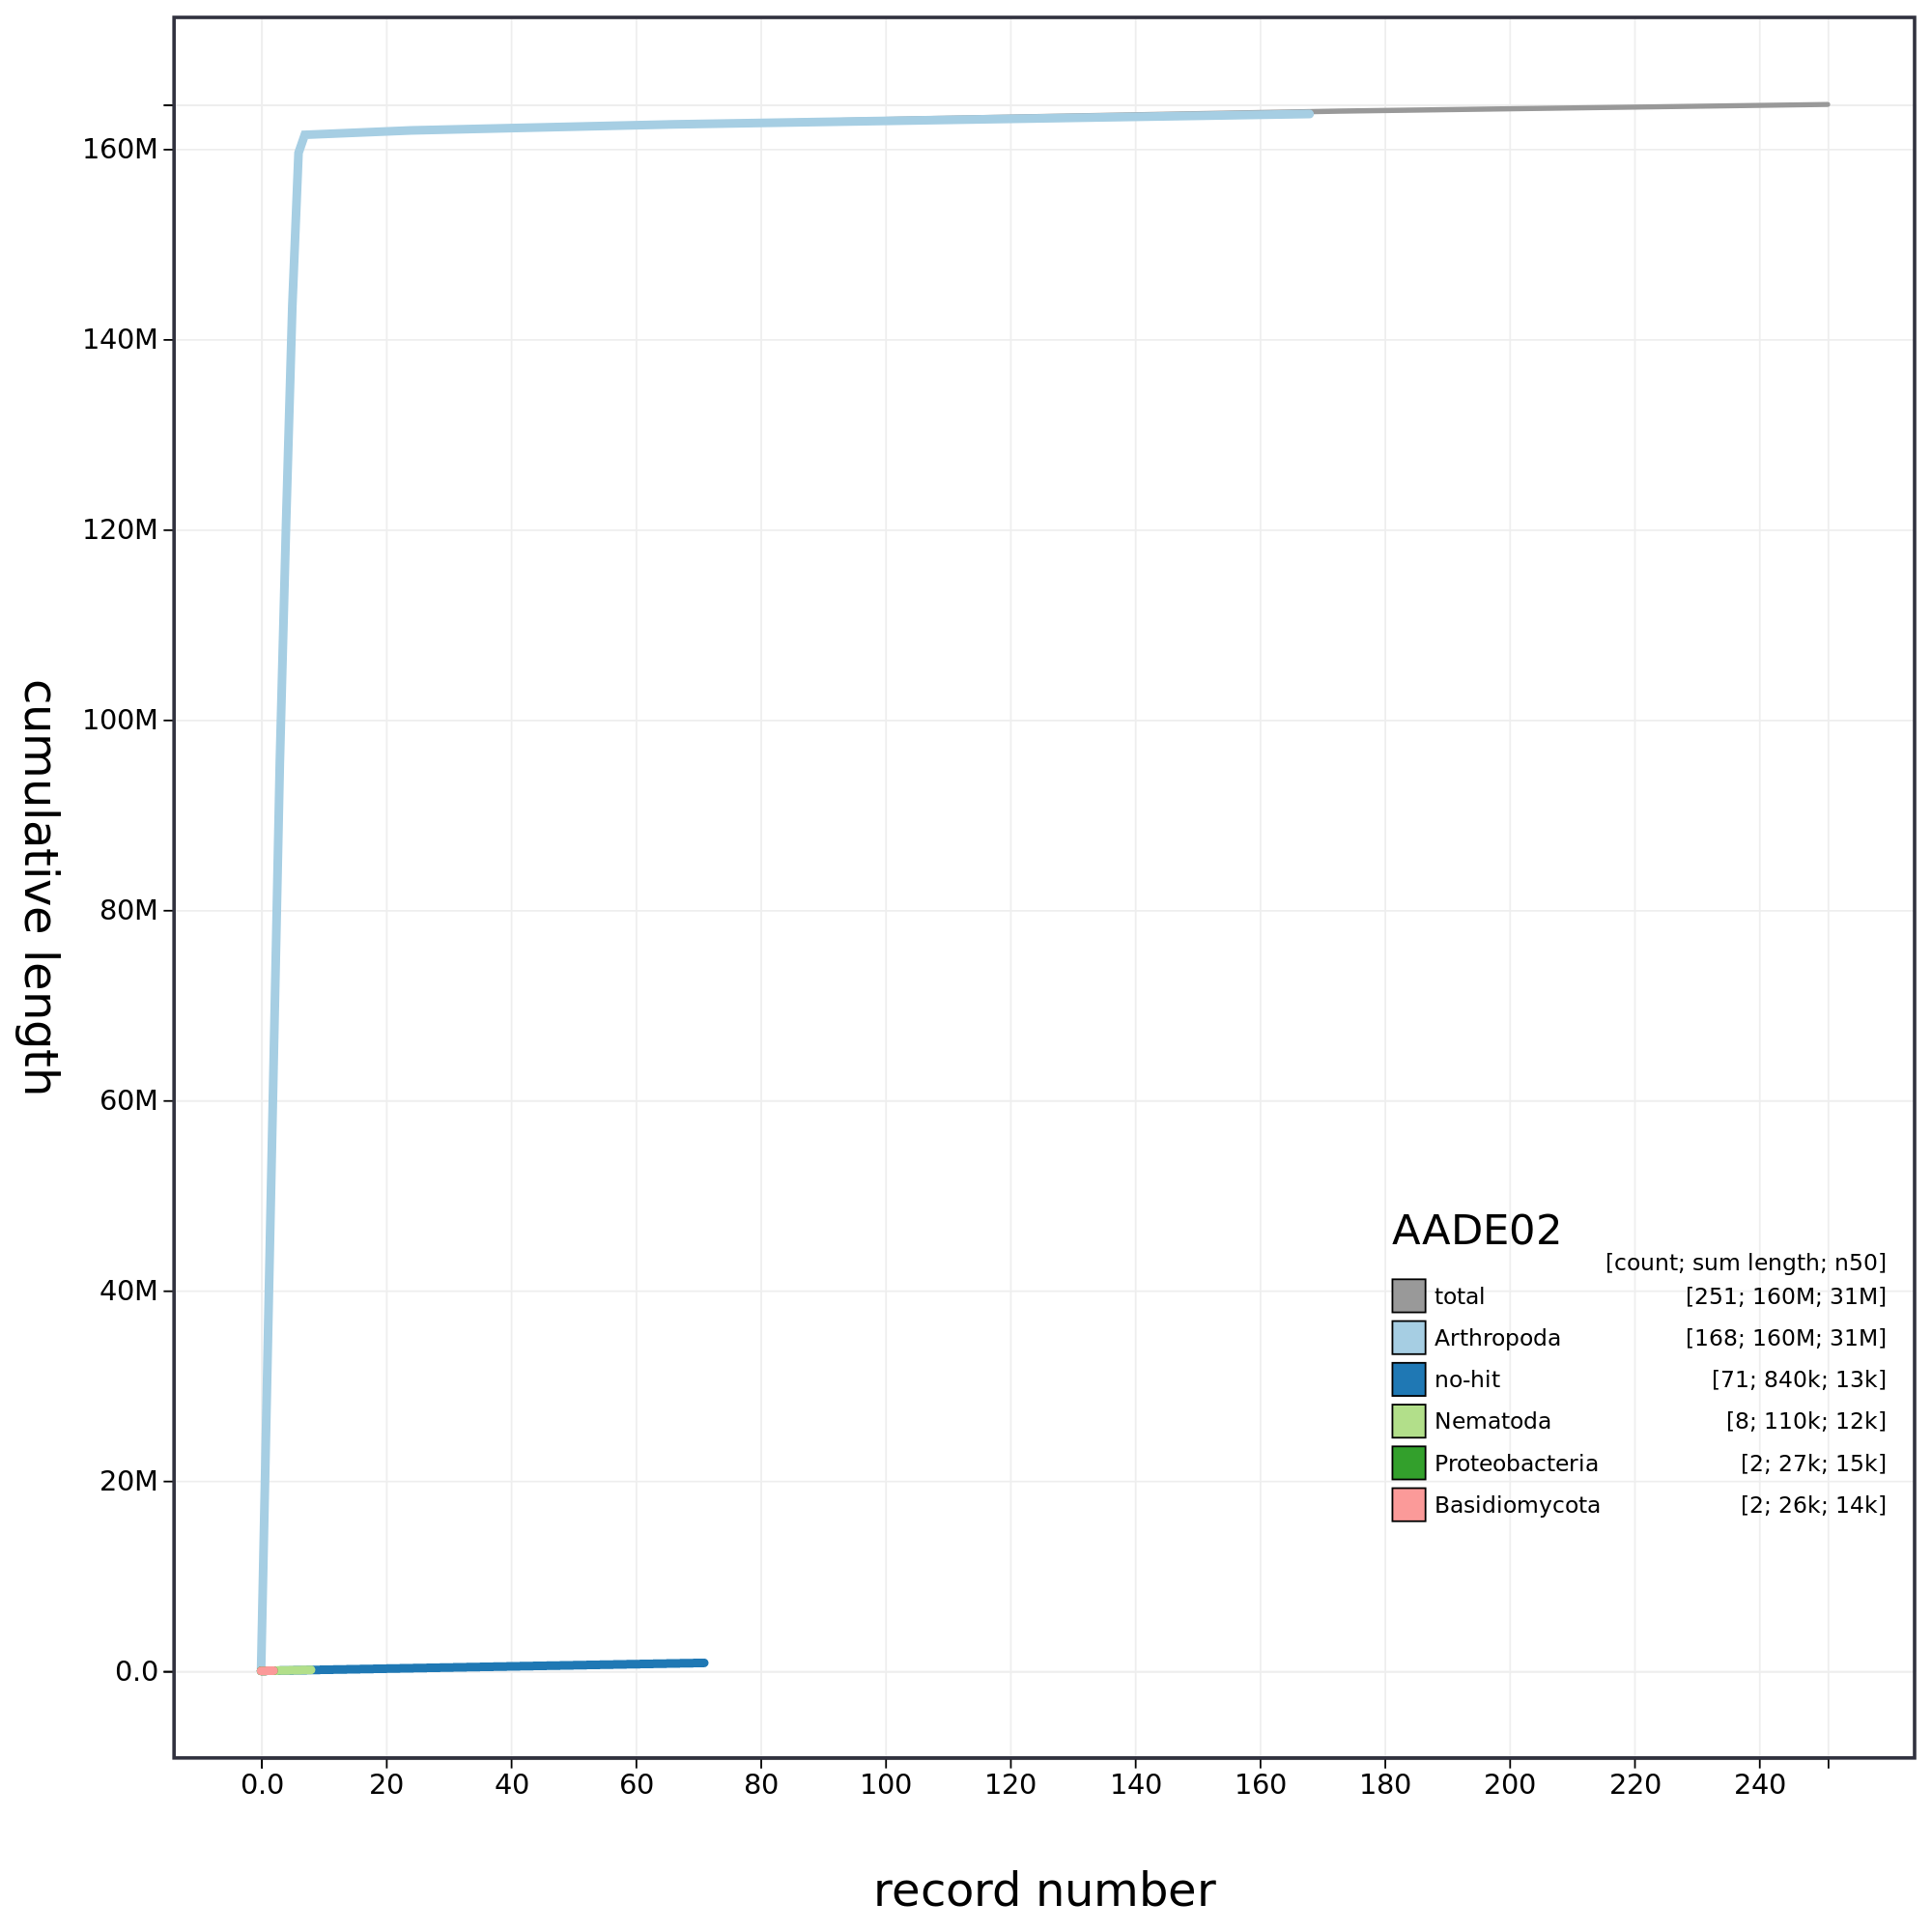 160M
140M
120M
100M
80M
60M
40M
20M
0.0
cumulative length
AADE02
[count; sum length; n50]
total [251; 160M; 31M]
Arthropoda [168; 160M; 31M]
no-hit [71; 840k; 13k]
Nematoda [8; 110k; 12k]
Proteobacteria [2; 27k; 15k]
Basidiomycota [2; 26k; 14k]
0.0 20 40 60 80 100 120 140 160 180 200 220 240
record number